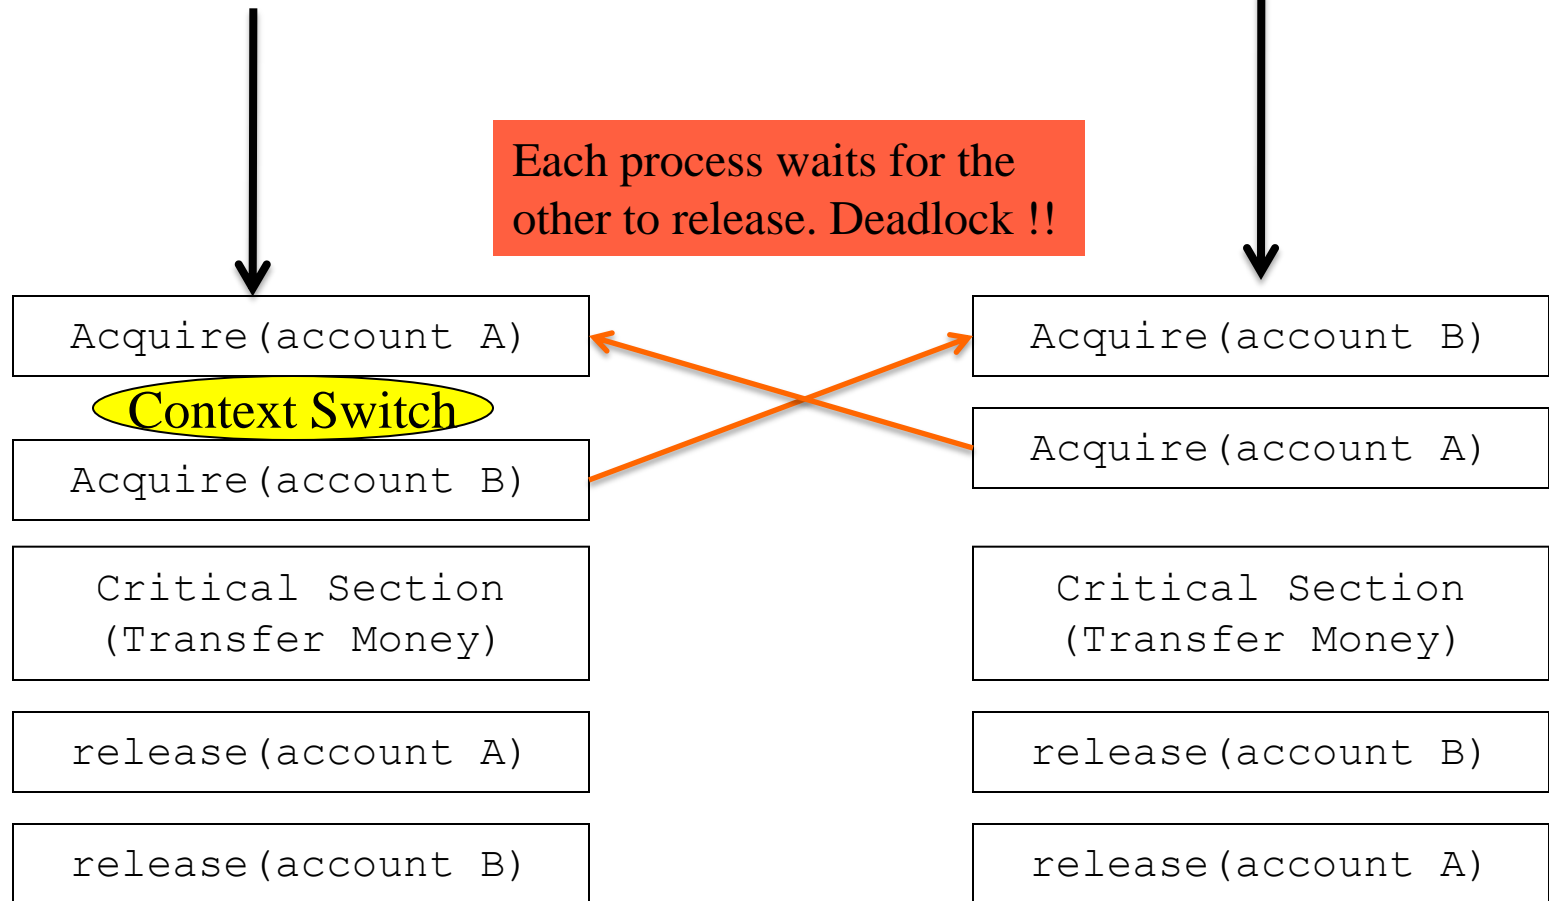 Each process waits for the
other to release. Deadlock !!
Acquire(account A)
Context Switch
Acquire(account B)
Critical Section
(Transfer Money)
release(account A)
release(account B)
Acquire(account B)
Acquire(account A)
Critical Section
(Transfer Money)
release(account B)
release(account A)